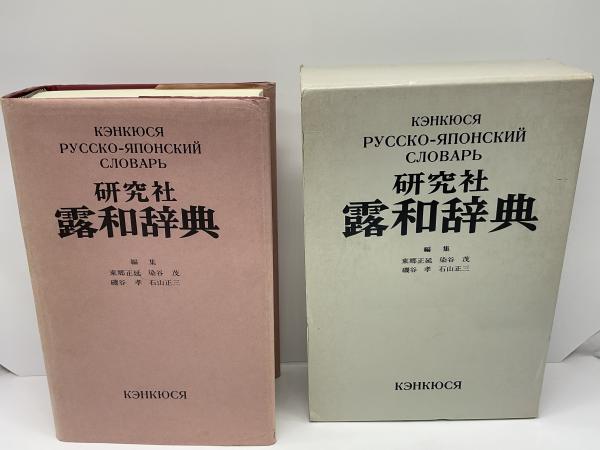 КЭНКЮСЯ
РУССКО-ЯПОНСКИЙ
СЛОВАРЬ
研究社
露和辞典
編集
東郷正延 染谷 茂
磯谷 孝 石山正三
КЭНКЮСЯ
КЭНКЮСЯ
РУССКО-ЯПОНСКИЙ
СЛОВАРЬ
研究社
露和辞典
編集
東郷正延 染谷 茂
磯谷 孝 石山正三
КЭНКЮСЯ